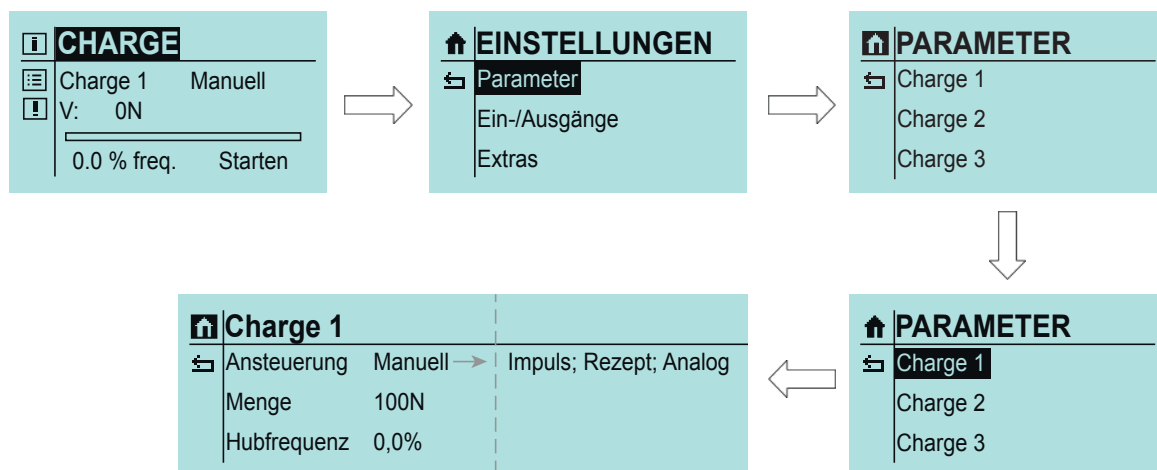 CHARGE
Charge 1 Manuell
V: 0N
0.0 % freq. Starten
EINSTELLUNGEN
Parameter
Ein-/Ausgänge
Extras
PARAMETER
Charge 1
Charge 2
Charge 3
PARAMETER
Charge 1
Charge 2
Charge 3
Charge 1
Ansteuerung Manuell Impuls; Rezept; Analog
Menge 100N
Hubfrequenz 0,0%